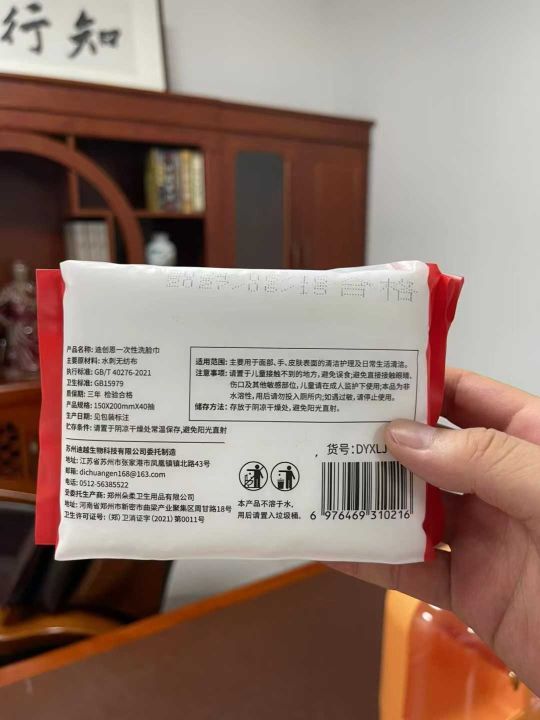 知行
合格
产品名称: 迪创恩一次性洗脸巾
主要原材料: 水刺无纺布
执行标准: GB/T 40276-2021
卫生标准: GB15979
质保期: 三年 检验合格
产品规格: 150X200mmX40抽
生产日期: 见包装标注
贮存条件: 请置于阴凉干燥处常温保存,避免阳光直射
苏州迪越生物科技有限公司委托制造
地址: 江苏省苏州市张家港市凤凰镇镇北路43号
邮箱: dichuangen168@163.com
电话: 0512-56385522
受委托生产商: 郑州朵柔卫生用品有限公司
地址: 河南省郑州市新密市曲梁产业聚集区周甘路18号
卫生许可证号: (郑) 卫消证字 (2021) 第0011号
适用范围: 主要用于面部、手、皮肤表面的清洁护理及日常生活清洁。
注意事项: 请置于儿童接触不到的地方, 避免误食;避免直接接触眼睛、
伤口及其他敏感部位, 儿童请在成人监护下使用;本品为非
水溶性, 用后请勿投入厕所内;如遇过敏, 请停止使用。
储存方法: 存放于阴凉干燥处, 避免阳光直射
货号: DYXLJ
本产品不溶于水,
用后请置入垃圾桶。
6 976469 310216